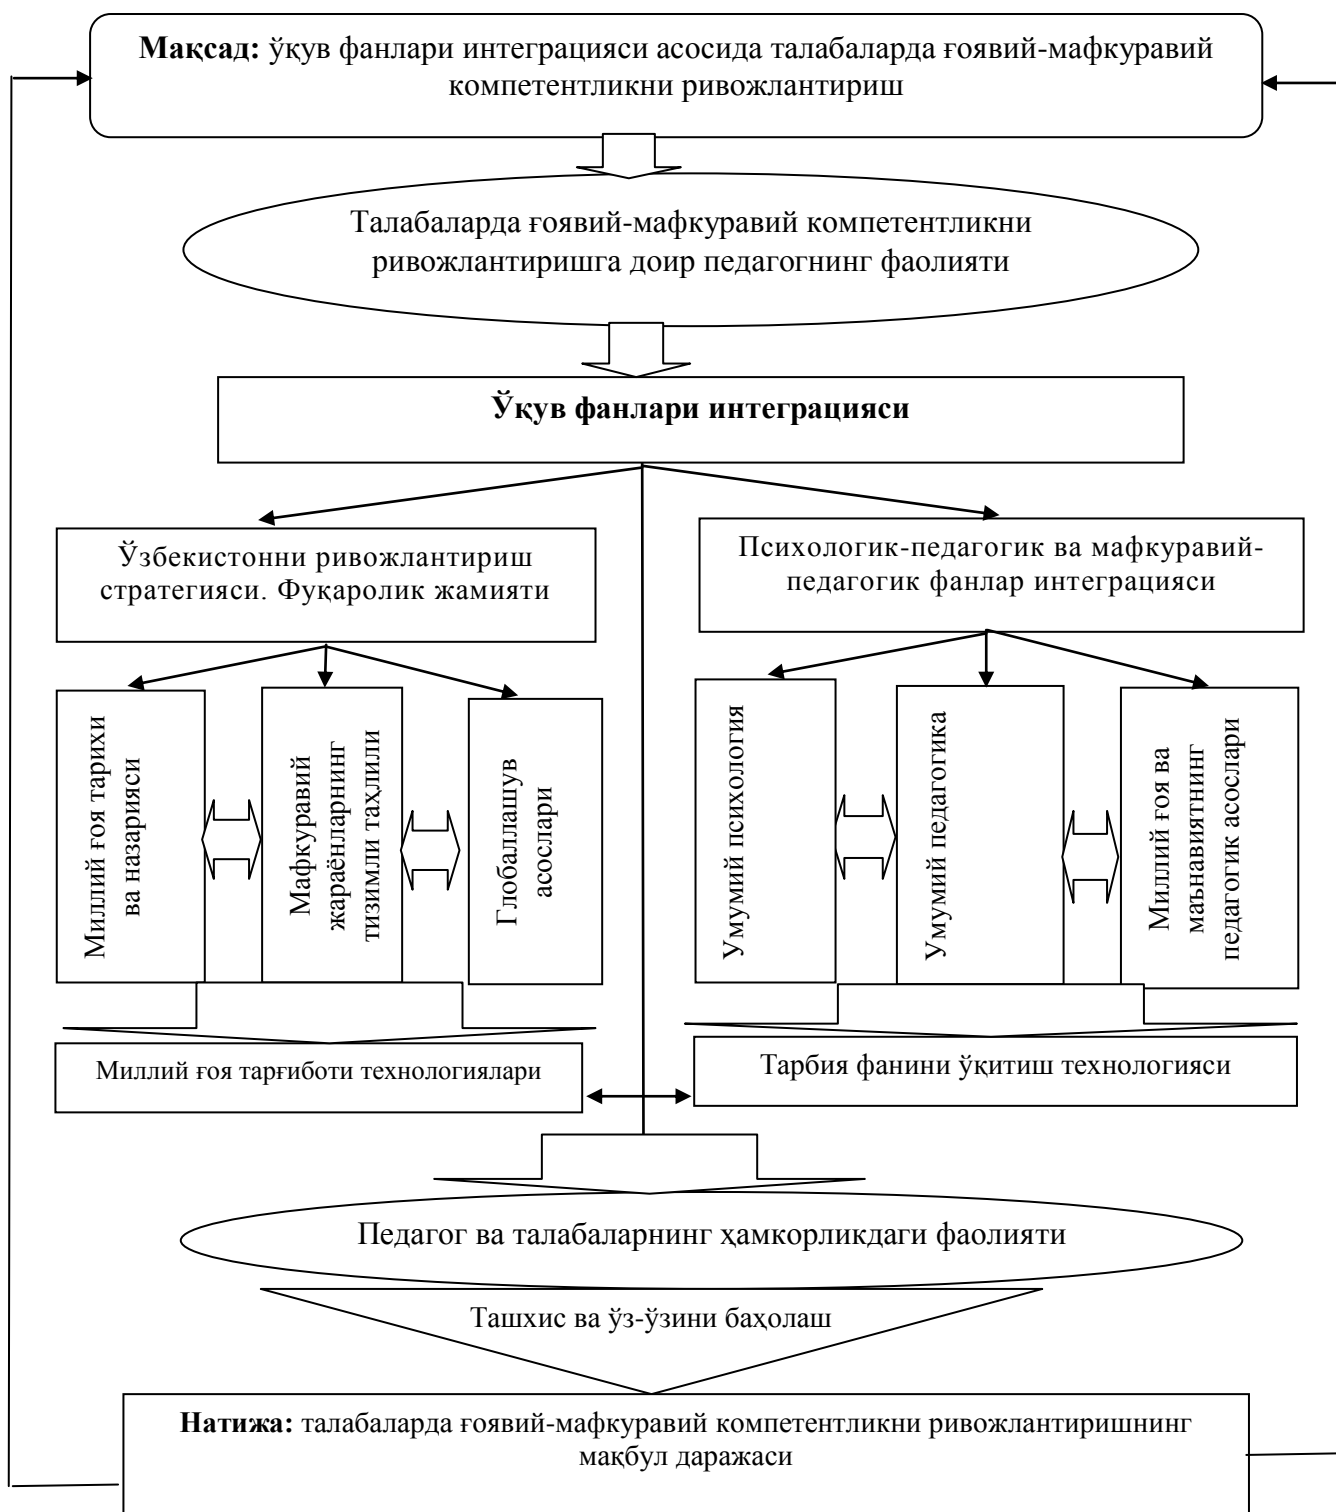 Мақсад: ўқув фанлари интеграцияси асосида талабаларда ғоявий-мафкуравий
компетентликни ривожлантириш
Талабаларда ғоявий-мафкуравий компетентликни
ривожлантиришга доир педагогнинг фаолияти
Ўқув фанлари интеграцияси
Ўзбекистонни ривожлантириш
стратегияси. Фуқаролик жамияти
Психологик-педагогик ва мафкуравий-
педагогик фанлар интеграцияси
Миллий ғоя тарихи
ва назарияси
Мафкуравий
жараёнларнинг
тизимли таҳлили
Глобаллашув
асослари
Умумий психология
Умумий педагогика
Миллий ғоя ва
маънавиятнинг
педагогик асослари
Миллий ғоя тарғиботи технологиялари
Тарбия фанини ўқитиш технологияси
Педагог ва талабаларнинг ҳамкорликдаги фаолияти
Ташхис ва ўз-ўзини баҳолаш
Натижа: талабаларда ғоявий-мафкуравий компетентликни ривожлантиришнинг
мақбул даражаси